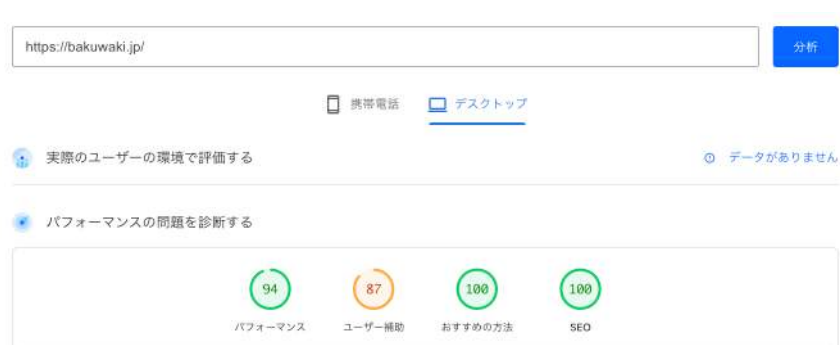 https://bakuwaki.jp/
分析
携帯電話
デスクトップ
実際のユーザーの環境で評価する
データがありません
パフォーマンスの問題を診断する
94
87
100
100
パフォーマンス
ユーザー補助
おすすめの方法
SEO